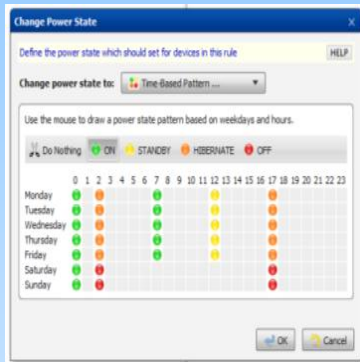 Change Power State X
Define the power state which should set for devices in this rule HELP
Change power state to: Time-Based Pattern ...
Use the mouse to draw a power state pattern based on weekdays and hours.
Do Nothing ON STANDBY HIBERNATE OFF
0 1 2 3 4 5 6 7 8 9 10 11 12 13 14 15 16 17 18 19 20 21 22 23
Monday
Tuesday
Wednesday
Thursday
Friday
Saturday
Sunday
OK Cancel